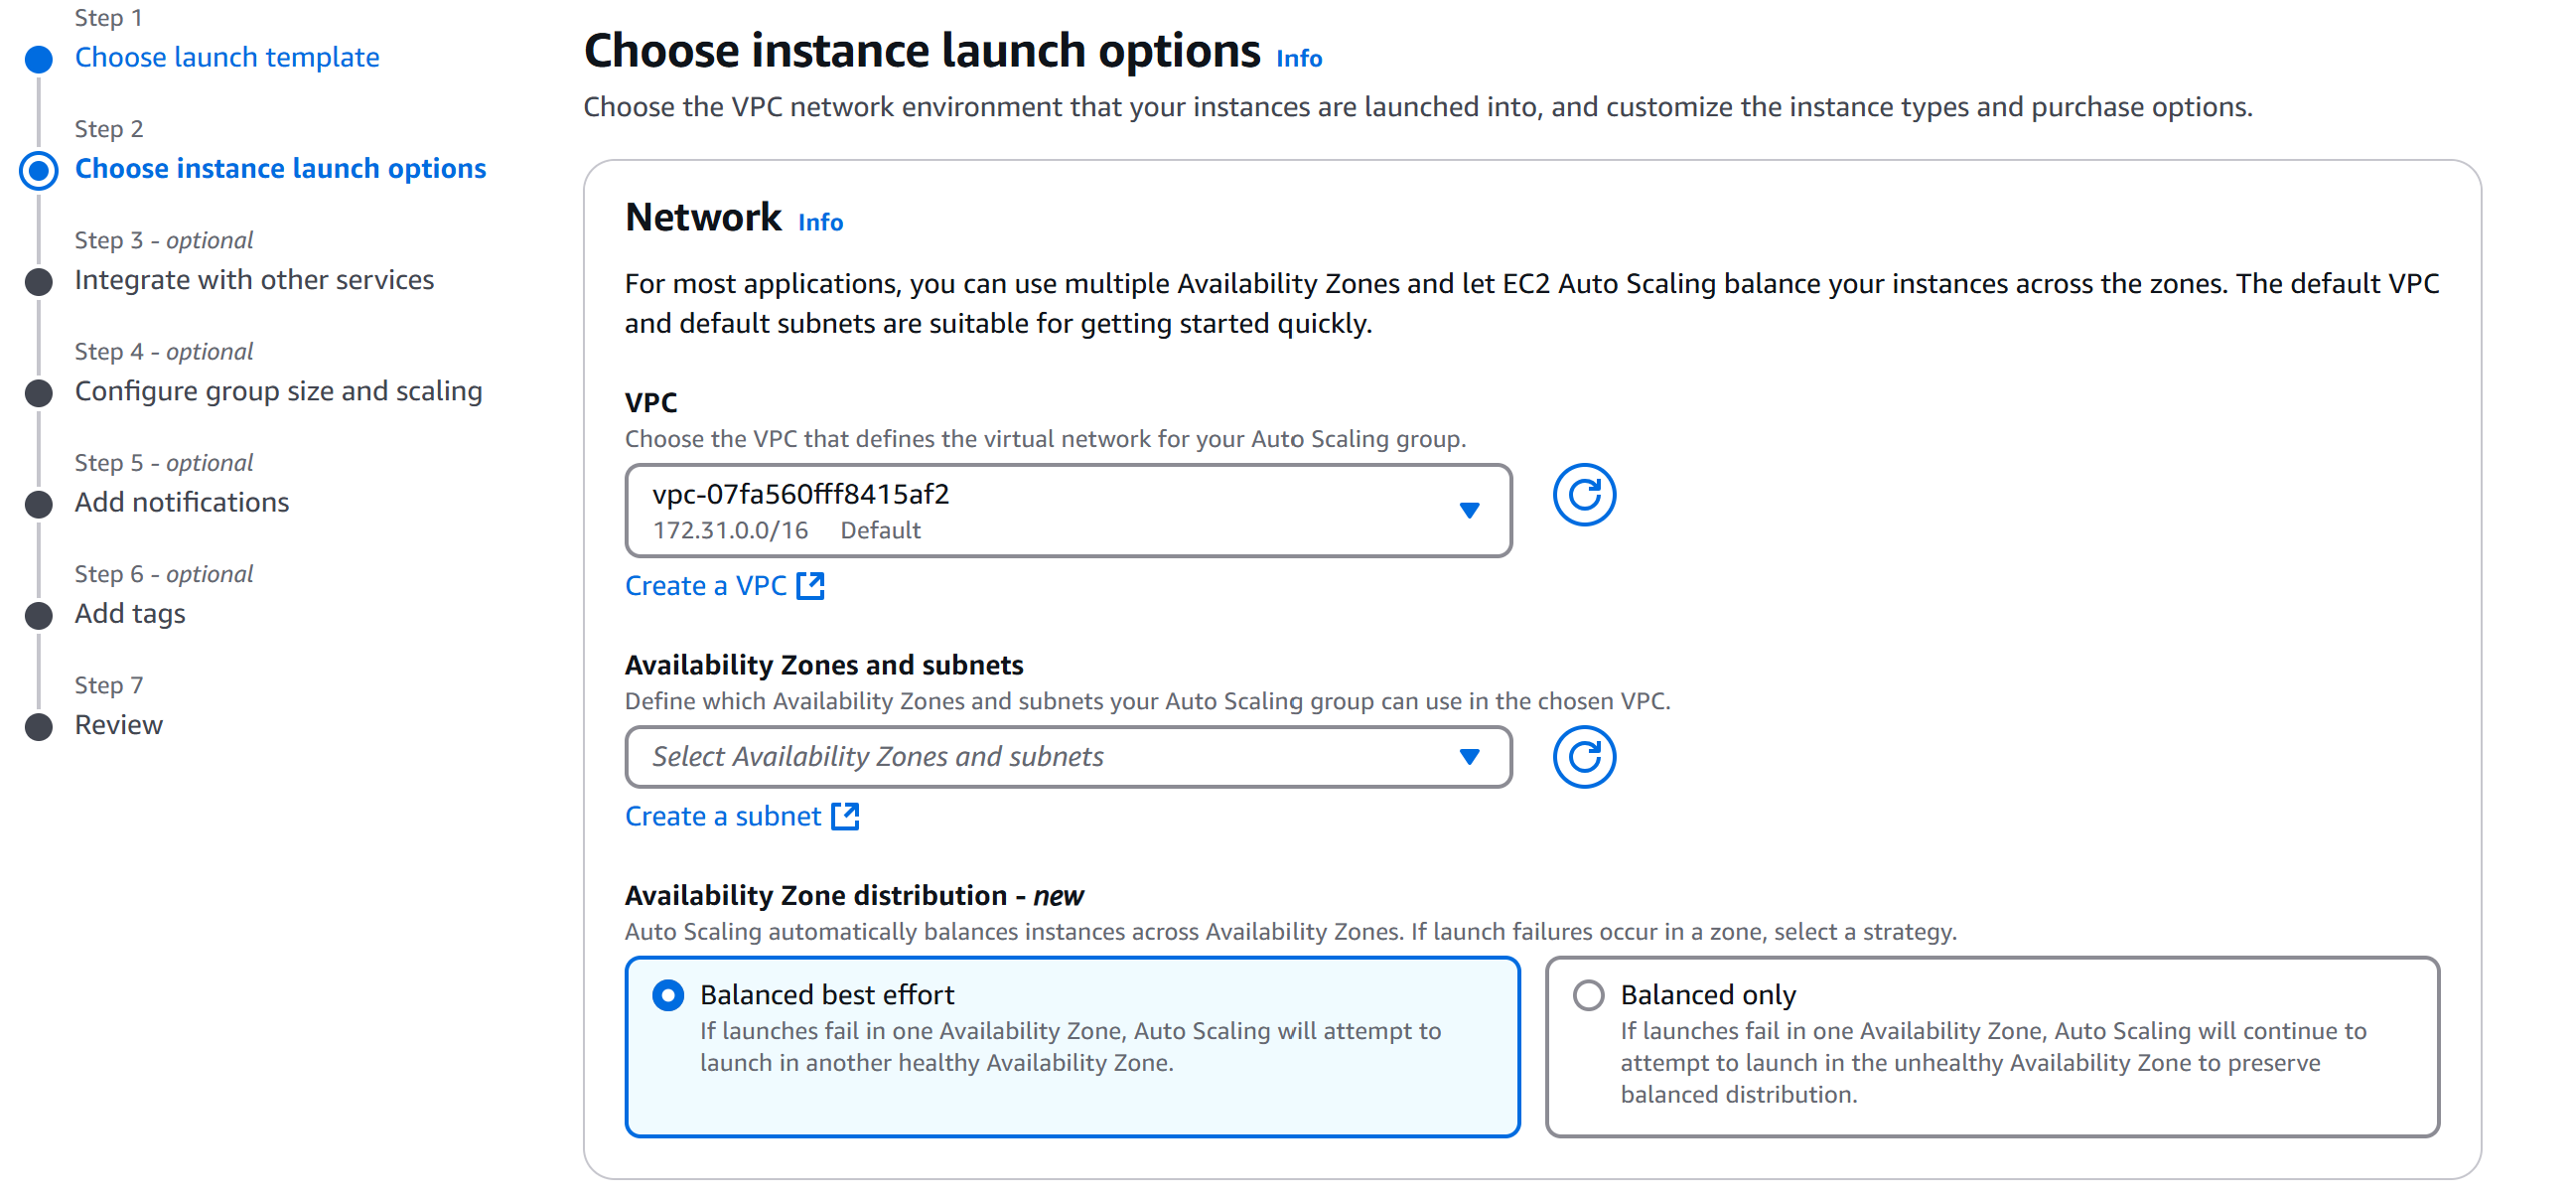 Step 1
Choose launch template
Step 2
Choose instance launch options
Step 3 - optional
Integrate with other services
Step 4 - optional
Configure group size and scaling
Step 5 - optional
Add notifications
Step 6 - optional
Add tags
Step 7
Review
Choose instance launch options Info
Choose the VPC network environment that your instances are launched into, and customize the instance types and purchase options.
Network Info
For most applications, you can use multiple Availability Zones and let EC2 Auto Scaling balance your instances across the zones. The default VPC
and default subnets are suitable for getting started quickly.
VPC
Choose the VPC that defines the virtual network for your Auto Scaling group.
vpc-07fa560fff8415af2
172.31.0.0/16 Default
Create a VPC
Availability Zones and subnets
Define which Availability Zones and subnets your Auto Scaling group can use in the chosen VPC.
Select Availability Zones and subnets
Create a subnet
Availability Zone distribution - new
Auto Scaling automatically balances instances across Availability Zones. If launch failures occur in a zone, select a strategy.
Balanced best effort
If launches fail in one Availability Zone, Auto Scaling will attempt to
launch in another healthy Availability Zone.
Balanced only
If launches fail in one Availability Zone, Auto Scaling will continue to
attempt to launch in the unhealthy Availability Zone to preserve
balanced distribution.